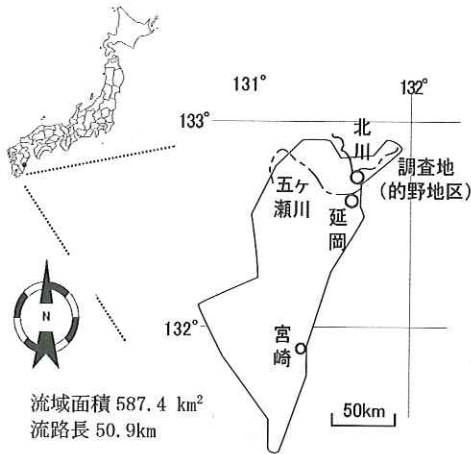 131°
132°
133°
北川
調査地
(的野地区)
五ヶ
瀬川
延岡
N
132°
宮崎
流域面積 587.4 km²
流路長 50.9km
50km